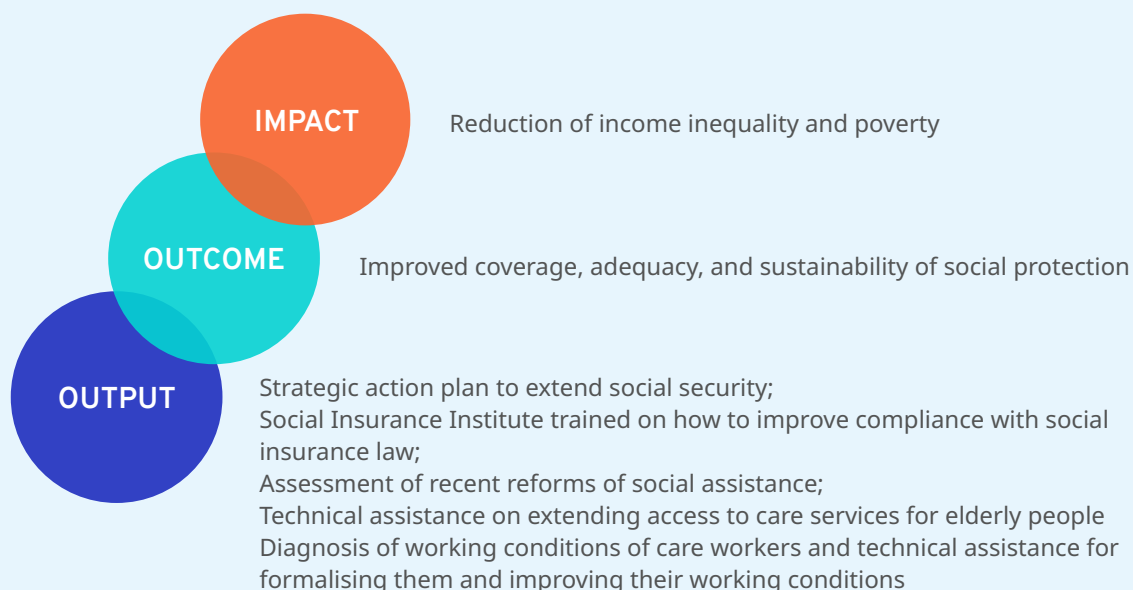 IMPACT
Reduction of income inequality and poverty
OUTCOME
Improved coverage, adequacy, and sustainability of social protection
OUTPUT
Strategic action plan to extend social security;
Social Insurance Institute trained on how to improve compliance with social
insurance law;
Assessment of recent reforms of social assistance;
Technical assistance on extending access to care services for elderly people
Diagnosis of working conditions of care workers and technical assistance for
formalising them and improving their working conditions